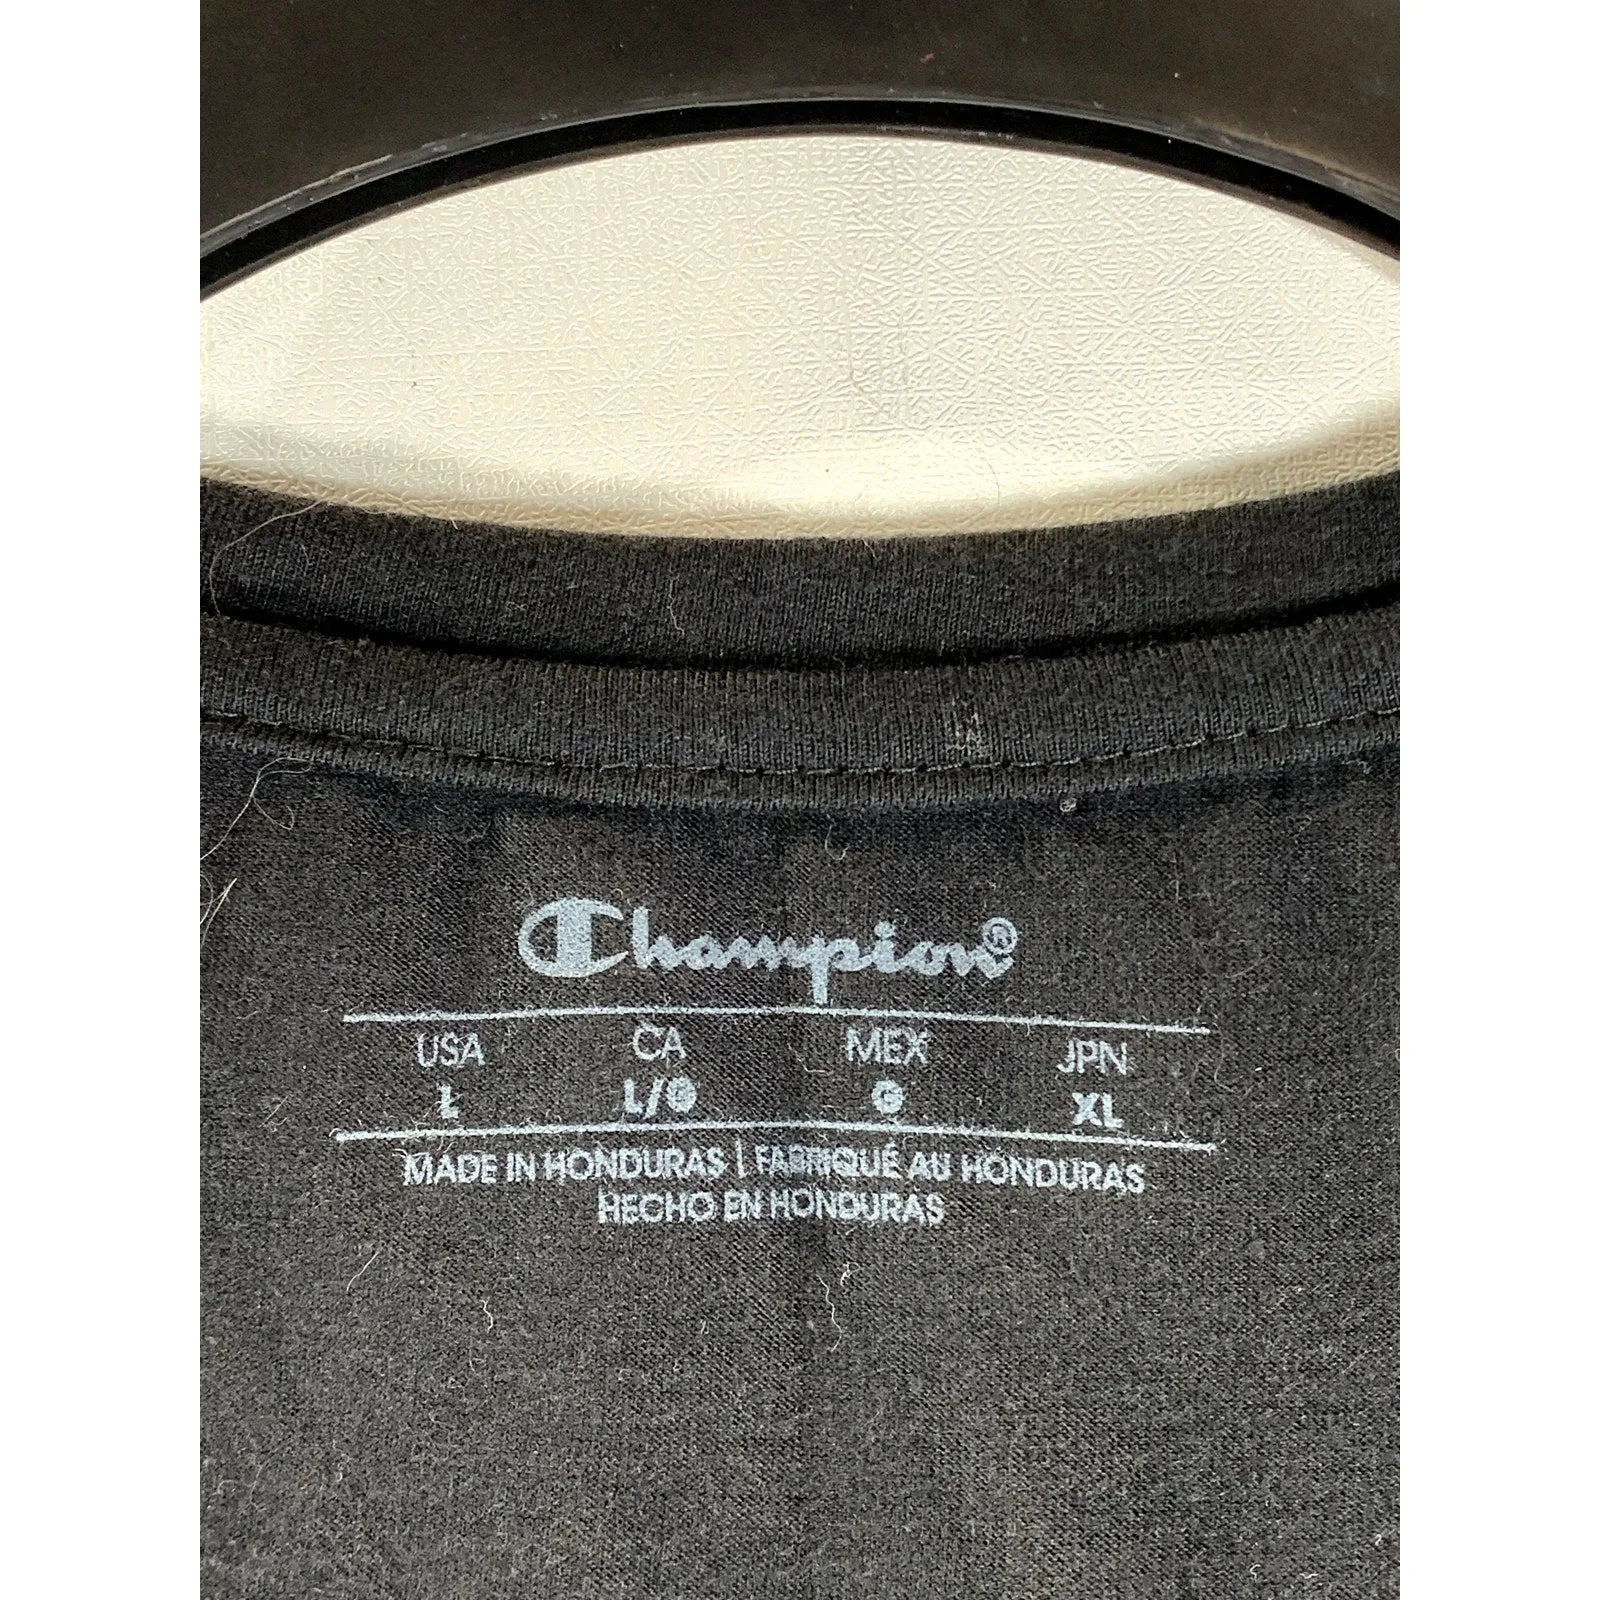 Champion®
USA CA MEX JPN
L L/G G XL
MADE IN HONDURAS | FABRIQUÉ AU HONDURAS
HECHO EN HONDURAS